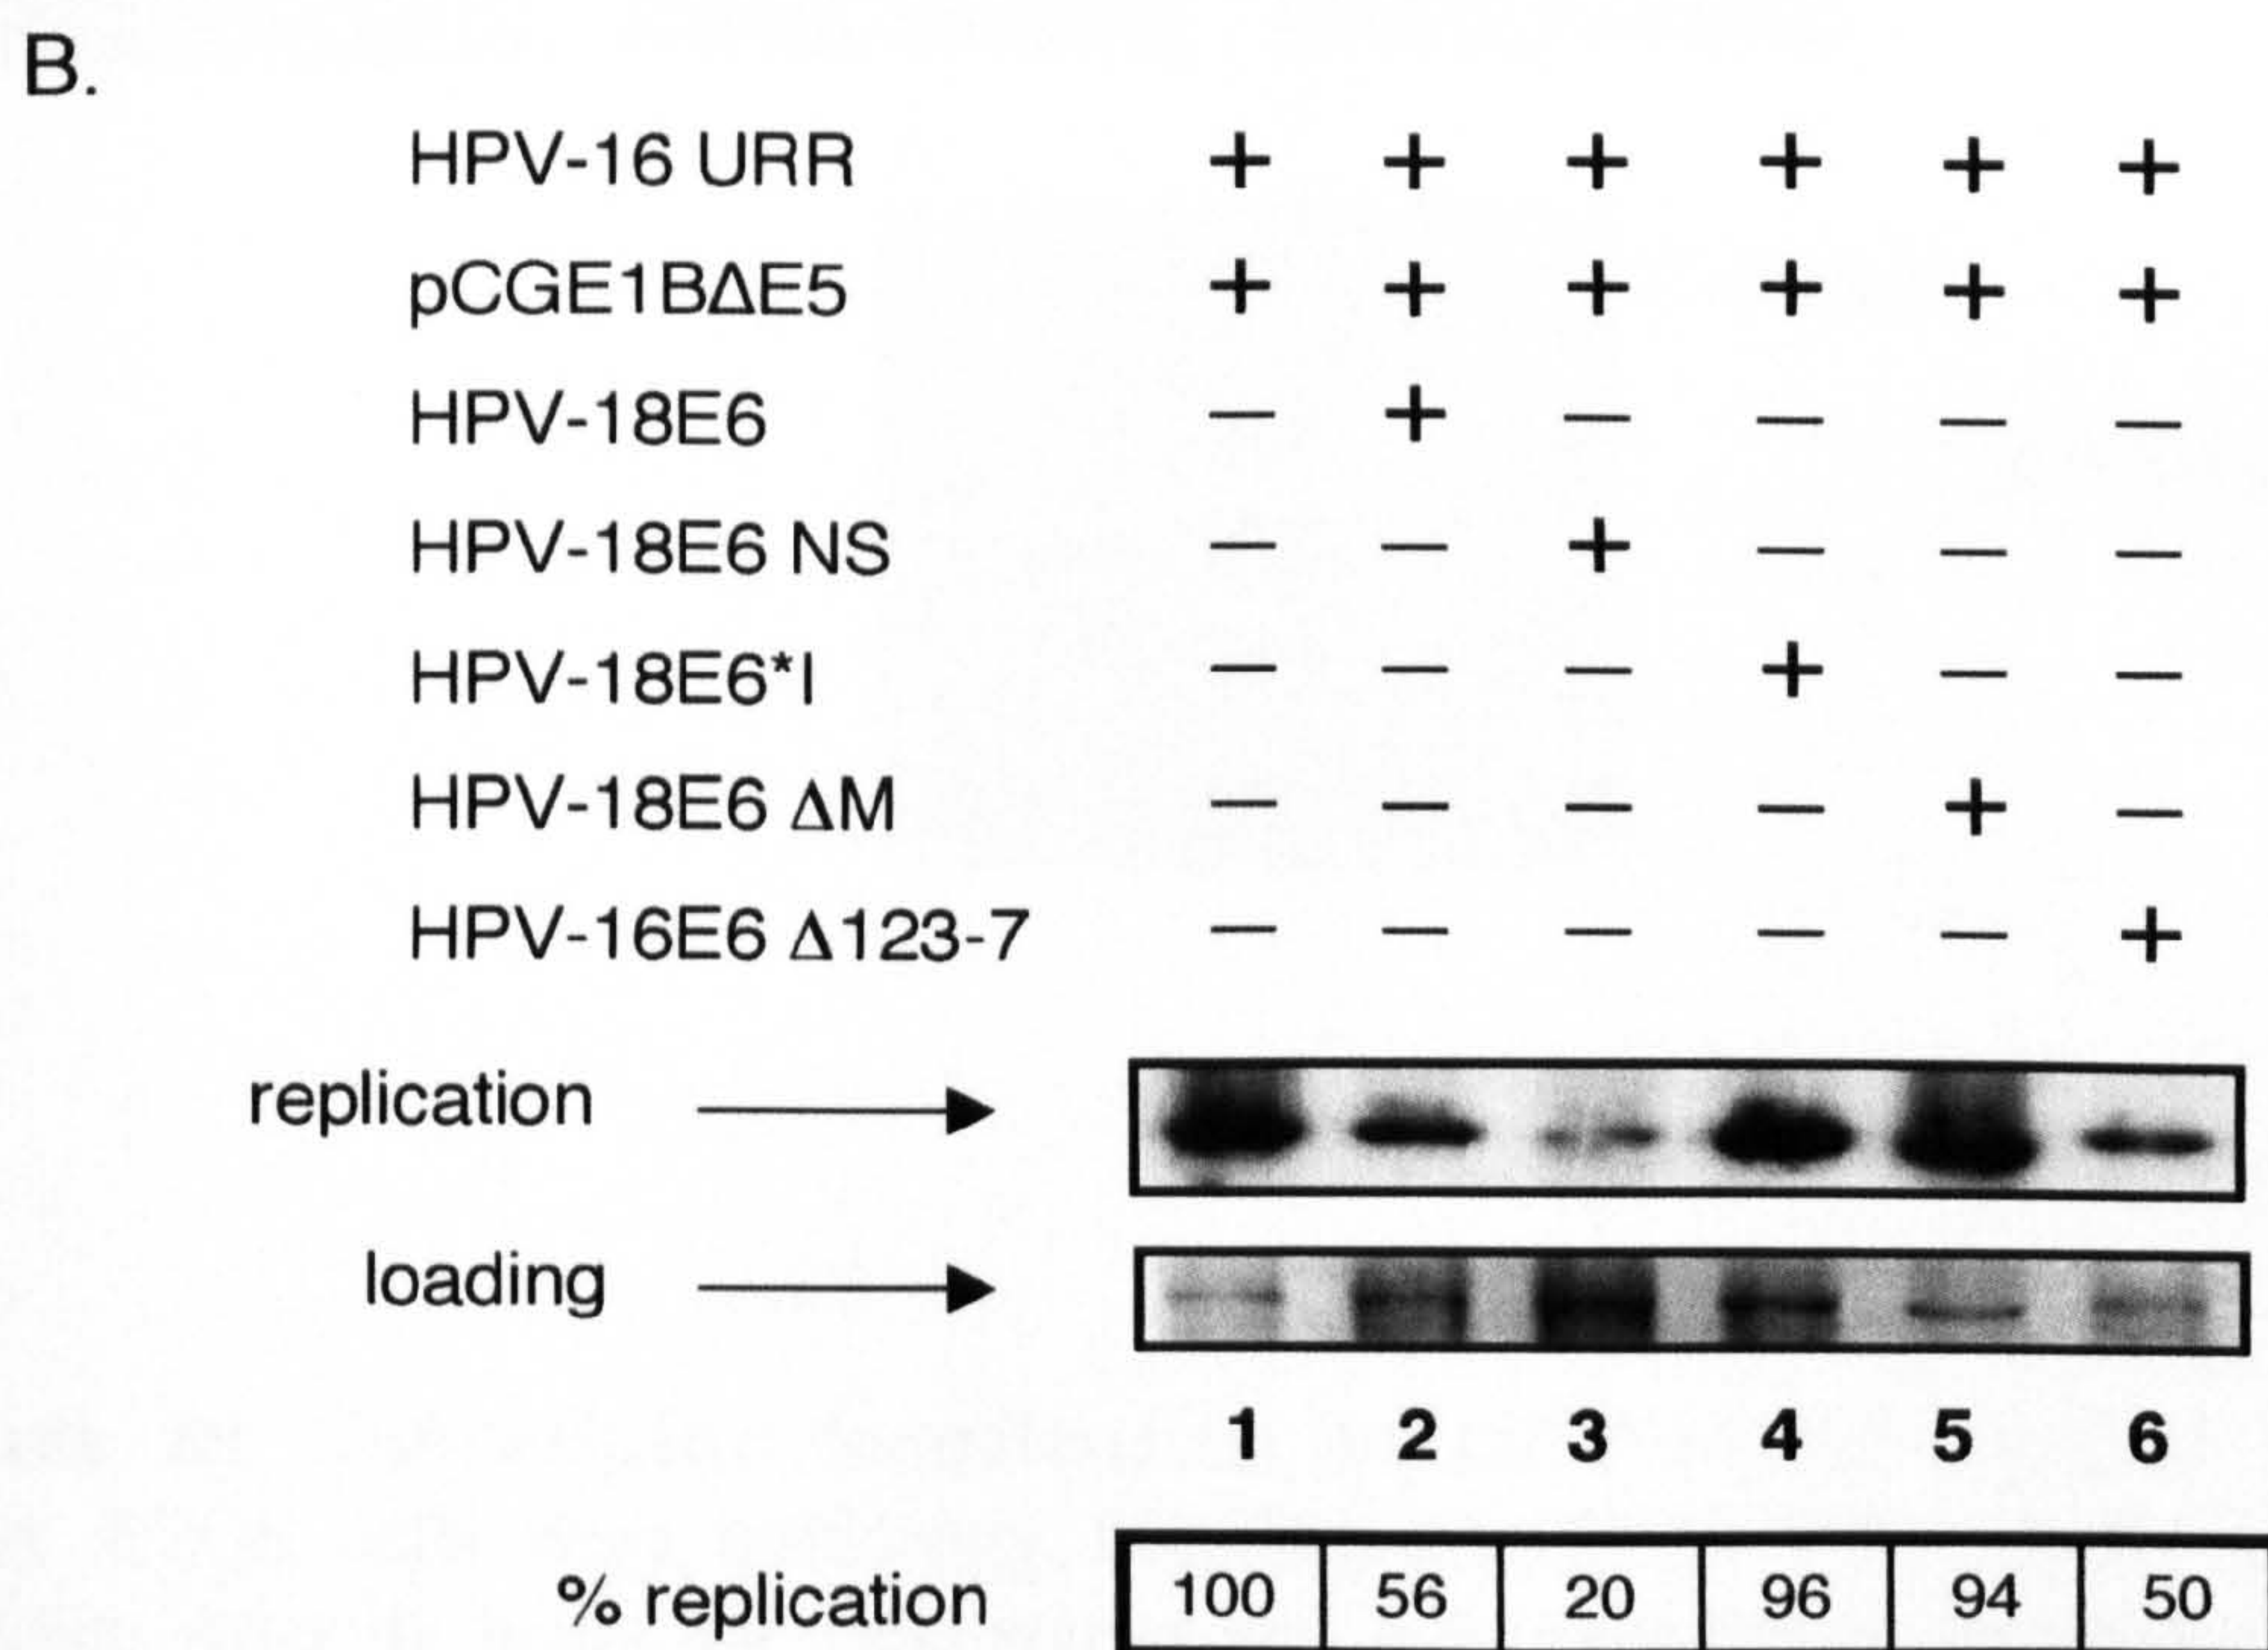 B.
HPV-16 URR + + + + + +
pCGE1BΔE5 + + + + + +
HPV-18E6 — + — — — —
HPV-18E6 NS — — + — — —
HPV-18E6*I — — — + — —
HPV-18E6 ΔM — — — — + —
HPV-16E6 Δ123-7 — — — — — +
replication
loading
1 2 3 4 5 6
% replication 100 56 20 96 94 50